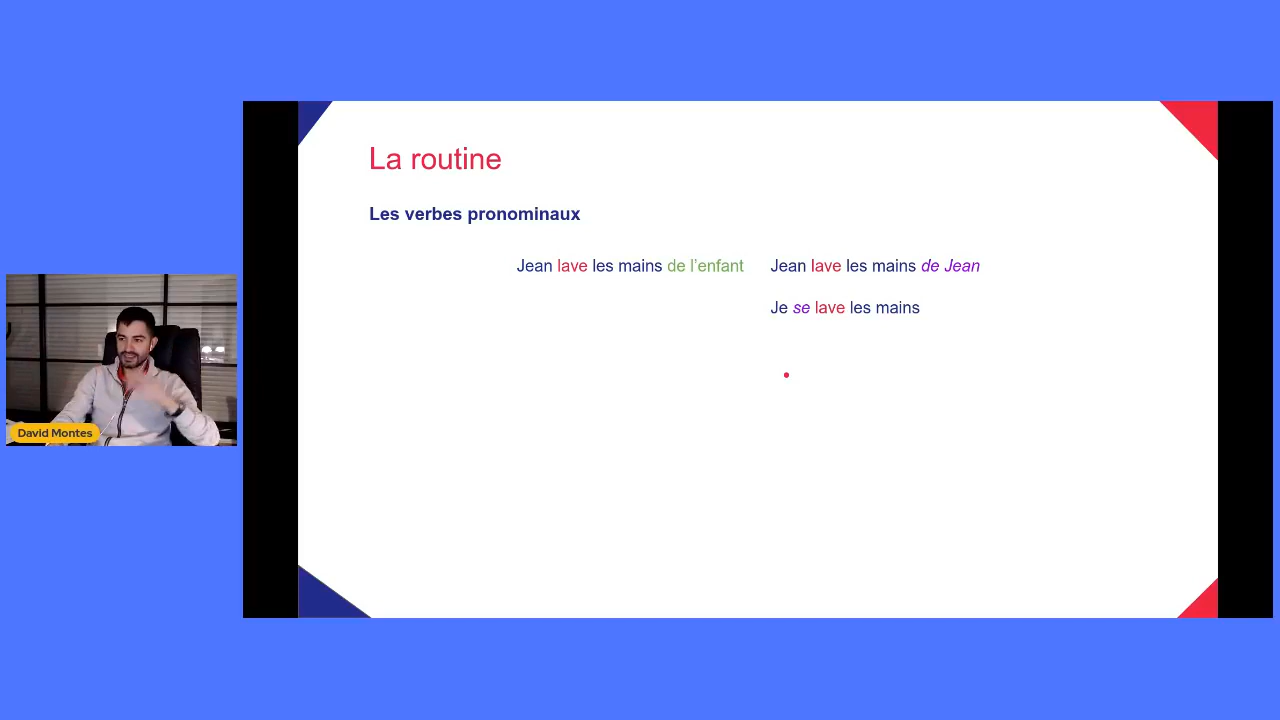 La routine
Les verbes pronominaux
Jean lave les mains de l’enfant
Jean lave les mains de Jean
Je se lave les mains
David Montes